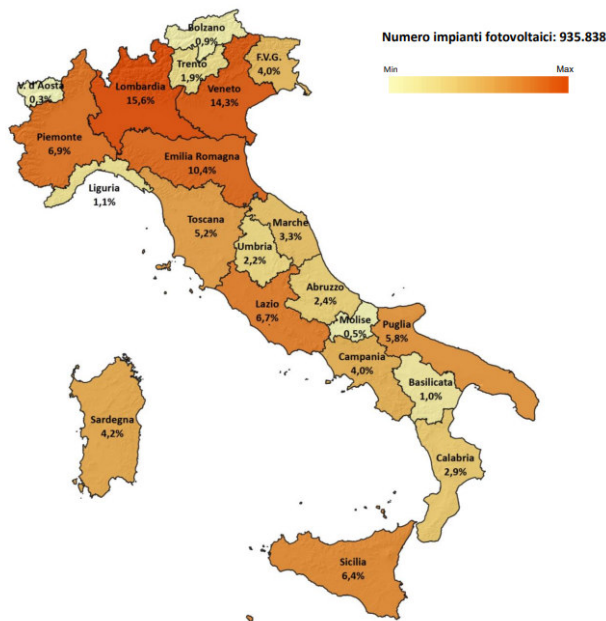 Numero impianti fotovoltaici: 935.838
Min
Max
Bolzano
0,9%
Trento
1,9%
F.V.G.
4,0%
V. d'Aosta
0,3%
Lombardia
15,6%
Veneto
14,3%
Piemonte
6,9%
Emilia Romagna
10,4%
Liguria
1,1%
Toscana
5,2%
Marche
3,3%
Umbria
2,2%
Abruzzo
2,4%
Lazio
6,7%
Molise
0,5%
Puglia
5,8%
Campania
4,0%
Basilicata
1,0%
Sardegna
4,2%
Calabria
2,9%
Sicilia
6,4%